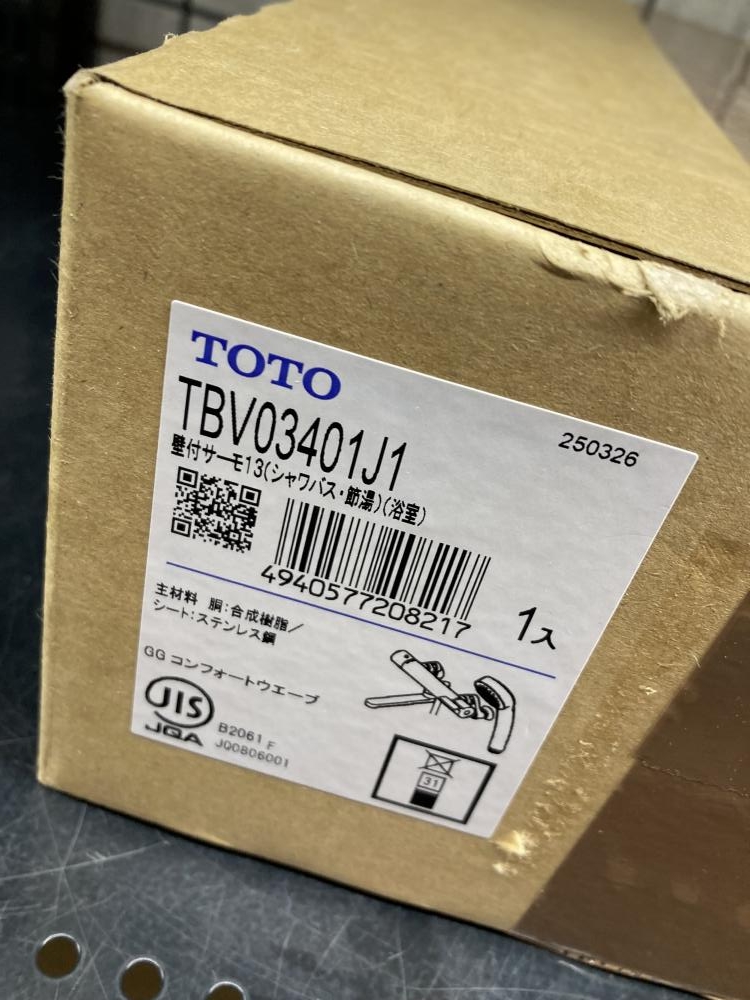 TOTO
TBV03401J1
250326
壁付サーモ13(シャワバス・節湯)(浴室)
4940577208217
1入
主材料 胴:合成樹脂/
シート:ステンレス鋼
GG コンフォートウエーブ
JIS
JQA
B2061 F
JQ0806001
31